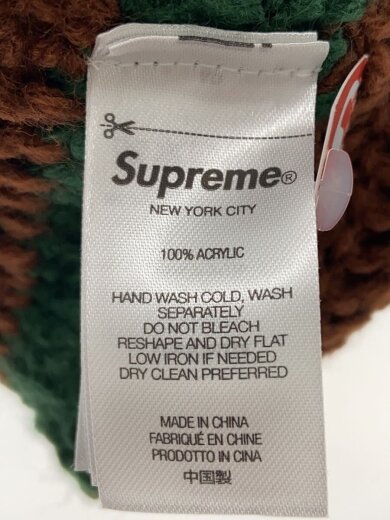 Supreme®
NEW YORK CITY
100% ACRYLIC
HAND WASH COLD, WASH
SEPARATELY
DO NOT BLEACH
RESHAPE AND DRY FLAT
LOW IRON IF NEEDED
DRY CLEAN PREFERRED
MADE IN CHINA
FABRIQUÉ EN CHINE
PRODOTTO IN CINA
中国製